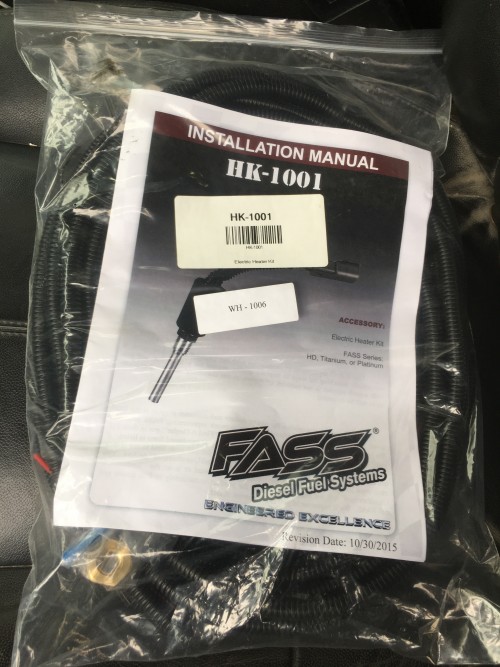 INSTALLATION MANUAL
HK-1001
HK-1001
HK-1001
Electric Heater Kit
WH - 1006
ACCESSORY:
Electric Heater Kit
FASS Series:
HD, Titanium, or Platinum
FASS®
Diesel Fuel Systems
ENGINEERED EXCELLENCE
Revision Date: 10/30/2015